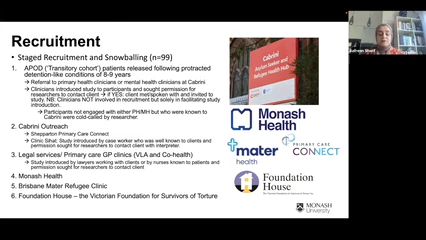 Recruitment
• Staged Recruitment and Snowballing (n=99)
1. APOD ('Transitory cohort') patients released following protracted
detention-like conditions of 8-9 years
➤ Referral to primary health clinicians or mental health clinicians at Cabrini
➤ Clinicians introduced study to participants and sought permission for
researchers to contact client → if YES: client met/spoken with and invited to
study. NB: Clinicians NOT involved in recruitment but solely in facilitating study
introduction.
➤ Participants not engaged with either PH/MH but who were known to
Cabrini were cold-called by researcher.
2. Cabrini Outreach
➤ Shepparton Primary Care Connect
➤ Clinic Sihat: Study introduced by case worker who was well known to clients and
permission sought for researchers to contact client with interpreter.
3. Legal services/ Primary care GP clinics (VLA and Co-health)
➤ Study introduced by lawyers working with clients or by nurses known to patients and
permission sought for researchers to contact client.
4. Monash Health
5. Brisbane Mater Refugee Clinic
6. Foundation House – the Victorian Foundation for Survivors of Torture
Cabrini
Asylum Seeker and
Refugee Health Hub
Monash
Health
mater
health
PRIMARY CARE
CONNECT
Foundation
House
MONASH
University